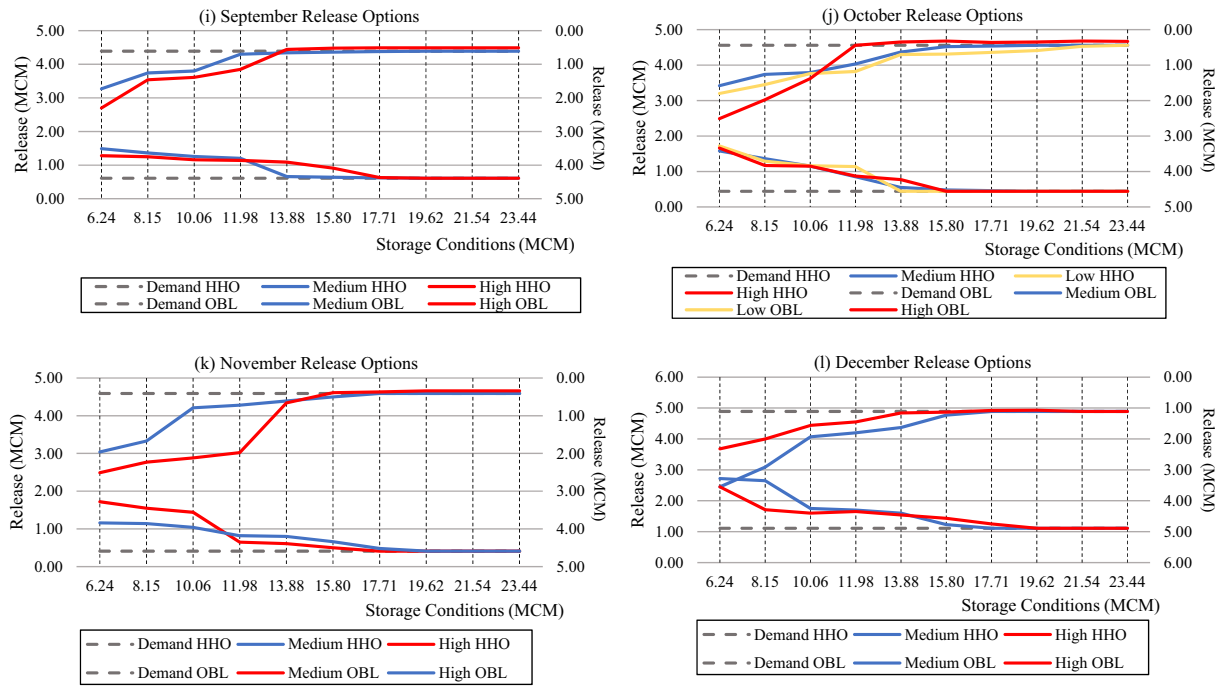 (i) September Release Options
5.00 0.00
4.00 1.00
3.00 2.00
2.00 3.00
1.00 4.00
0.00 5.00
Release (MCM)
Release (MCM)
6.24 8.15 10.06 11.98 13.88 15.80 17.71 19.62 21.54 23.44
Storage Conditions (MCM)
Demand HHO Medium HHO High HHO
Demand OBL Medium OBL High OBL
(j) October Release Options
5.00 0.00
4.00 1.00
3.00 2.00
2.00 3.00
1.00 4.00
0.00 5.00
Release (MCM)
Release (MCM)
6.24 8.15 10.06 11.98 13.88 15.80 17.71 19.62 21.54 23.44
Storage Conditions (MCM)
Demand HHO Medium HHO Low HHO
High HHO Demand OBL Medium OBL
Low OBL High OBL
(k) November Release Options
5.00 0.00
4.00 1.00
3.00 2.00
2.00 3.00
1.00 4.00
0.00 5.00
Release (MCM)
Release (MCM)
6.24 8.15 10.06 11.98 13.88 15.80 17.71 19.62 21.54 23.44
Storage Conditions (MCM)
Demand HHO Medium HHO High HHO
Demand OBL Medium OBL High OBL
(l) December Release Options
6.00 0.00
5.00 1.00
4.00 2.00
3.00 3.00
2.00 4.00
1.00 5.00
0.00 6.00
Release (MCM)
Release (MCM)
6.24 8.15 10.06 11.98 13.88 15.80 17.71 19.62 21.54 23.44
Storage Conditions (MCM)
Demand HHO Medium HHO High HHO
Demand OBL Medium OBL High OBL